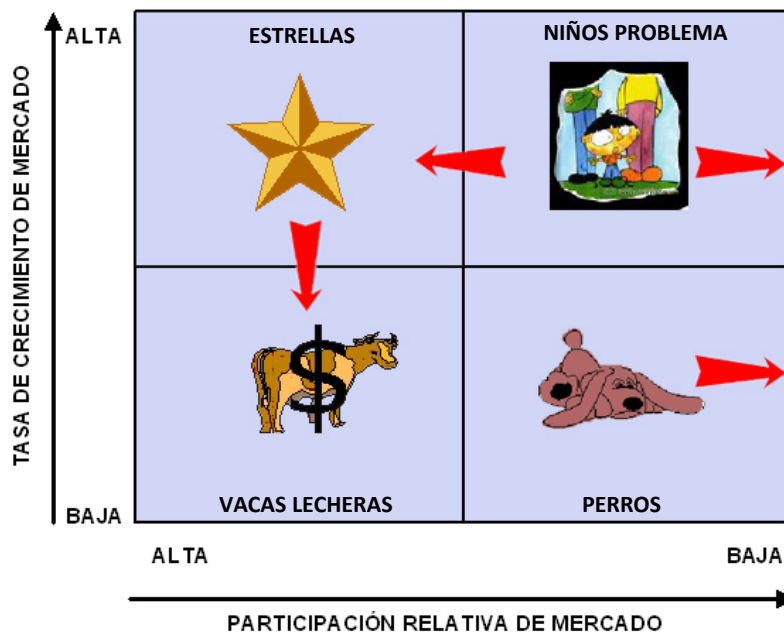 ALTA
ESTRELLAS
NIÑOS PROBLEMA
TASA DE CRECIMIENTO DE MERCADO
$
BAJA
VACAS LECHERAS
PERROS
ALTA
BAJA
PARTICIPACIÓN RELATIVA DE MERCADO